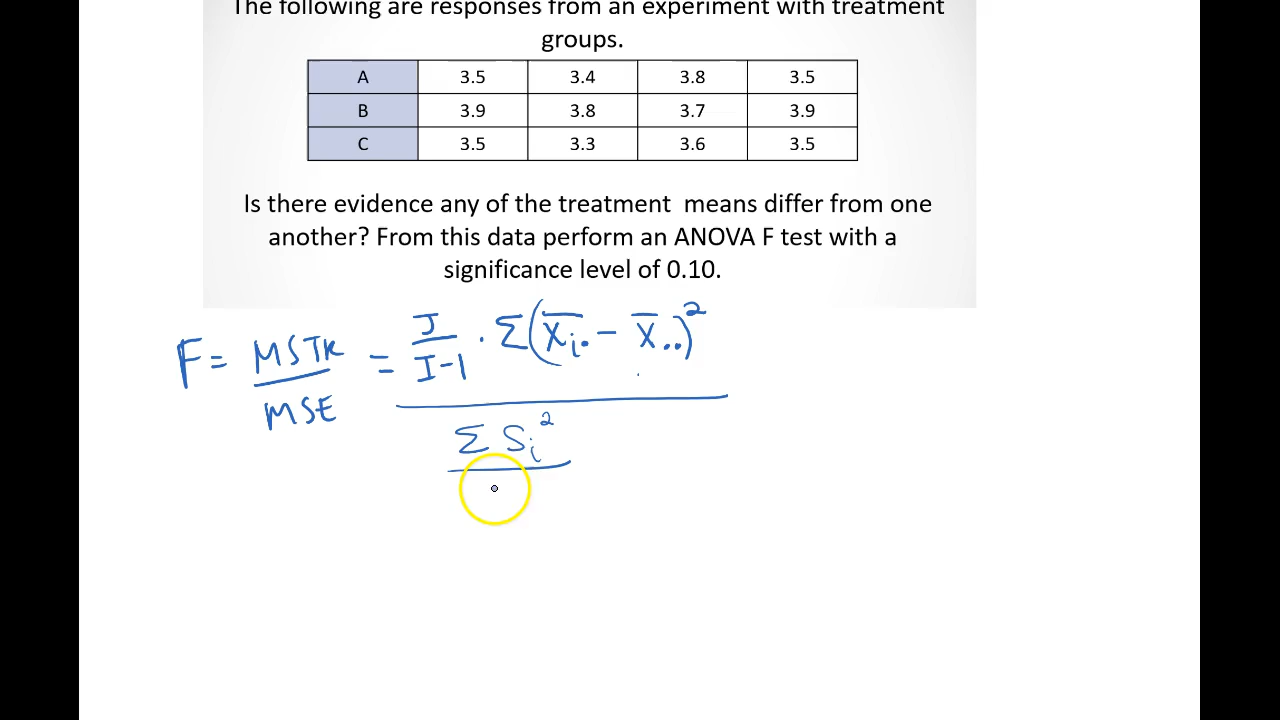 The following are responses from an experiment with treatment
groups.
A 3.5 3.4 3.8 3.5
B 3.9 3.8 3.7 3.9
C 3.5 3.3 3.6 3.5
Is there evidence any of the treatment means differ from one
another? From this data perform an ANOVA F test with a
significance level of 0.10.
F = MSTR / MSE = J / I-1 · Σ(X̄i• - X̄••)²
Σ Si²